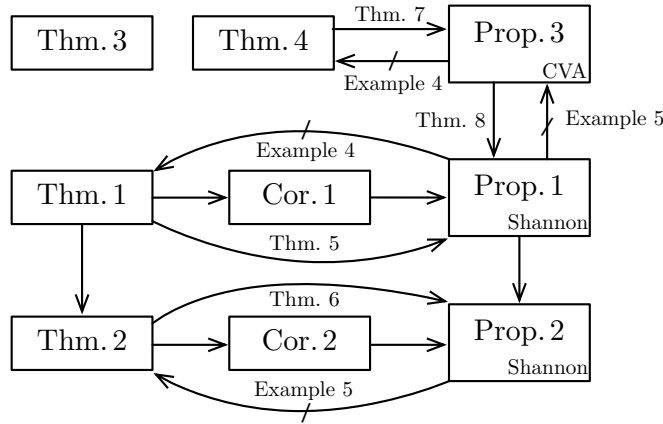 Thm. 3
Thm. 4
Thm. 7
Prop. 3
CVA
Example 4
Thm. 8
Example 5
Example 4
Thm. 1
Cor. 1
Prop. 1
Shannon
Thm. 5
Thm. 6
Thm. 2
Cor. 2
Prop. 2
Shannon
Example 5